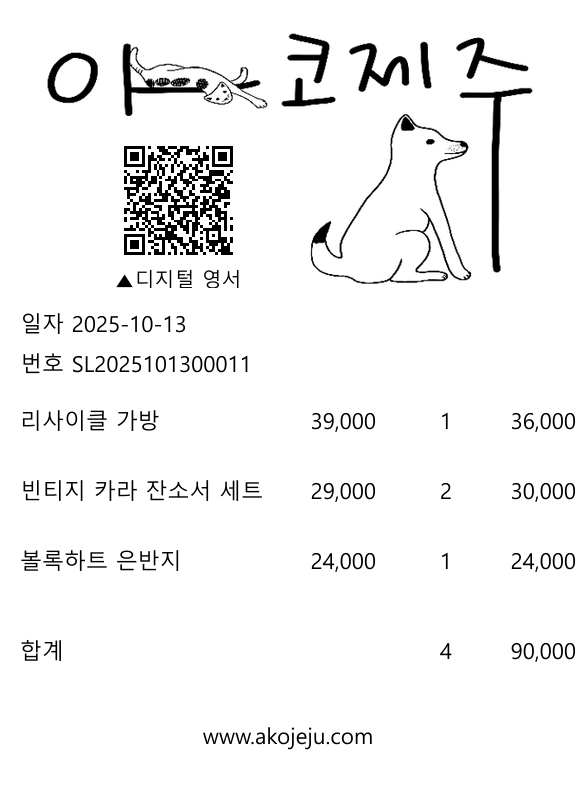 아코제주
▲디지털 영서
일자 2025-10-13
번호 SL2025101300011
리사이클 가방 39,000 1 36,000
빈티지 카라 잔소서 세트 29,000 2 30,000
볼록하트 은반지 24,000 1 24,000
합계 4 90,000
www.akojeju.com